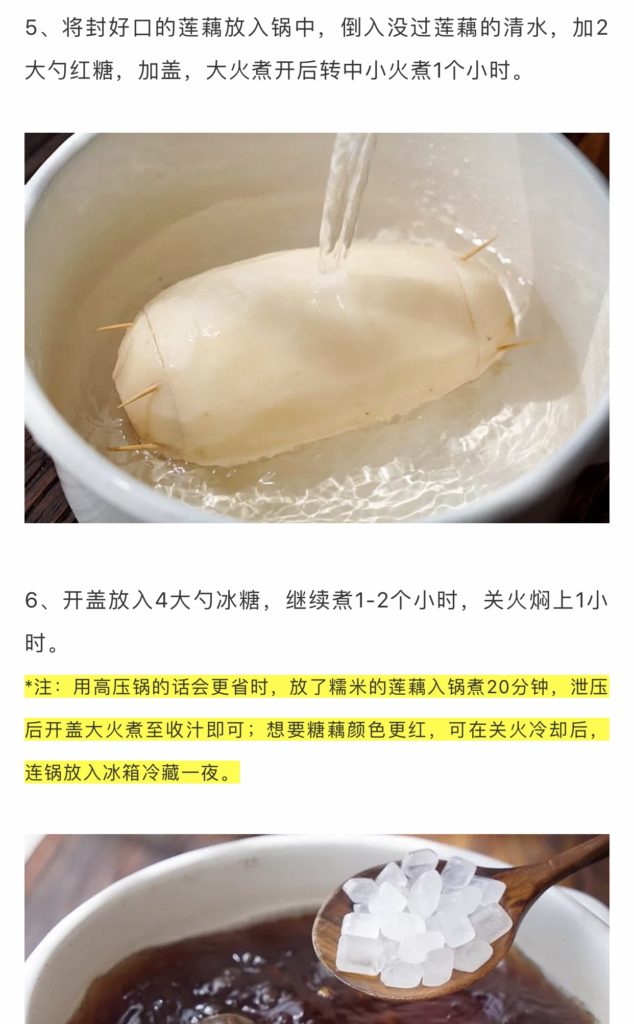 5、将封好口的莲藕放入锅中，倒入没过莲藕的清水，加2
大勺红糖，加盖，大火煮开后转中小火煮1个小时。
6、开盖放入4大勺冰糖，继续煮1-2个小时，关火焖上1小
时。
*注：用高压锅的话会更省时，放了糯米的莲藕入锅煮20分钟，泄压
后开盖大火煮至收汁即可；想要糖藕颜色更红，可在关火冷却后，
连锅放入冰箱冷藏一夜。